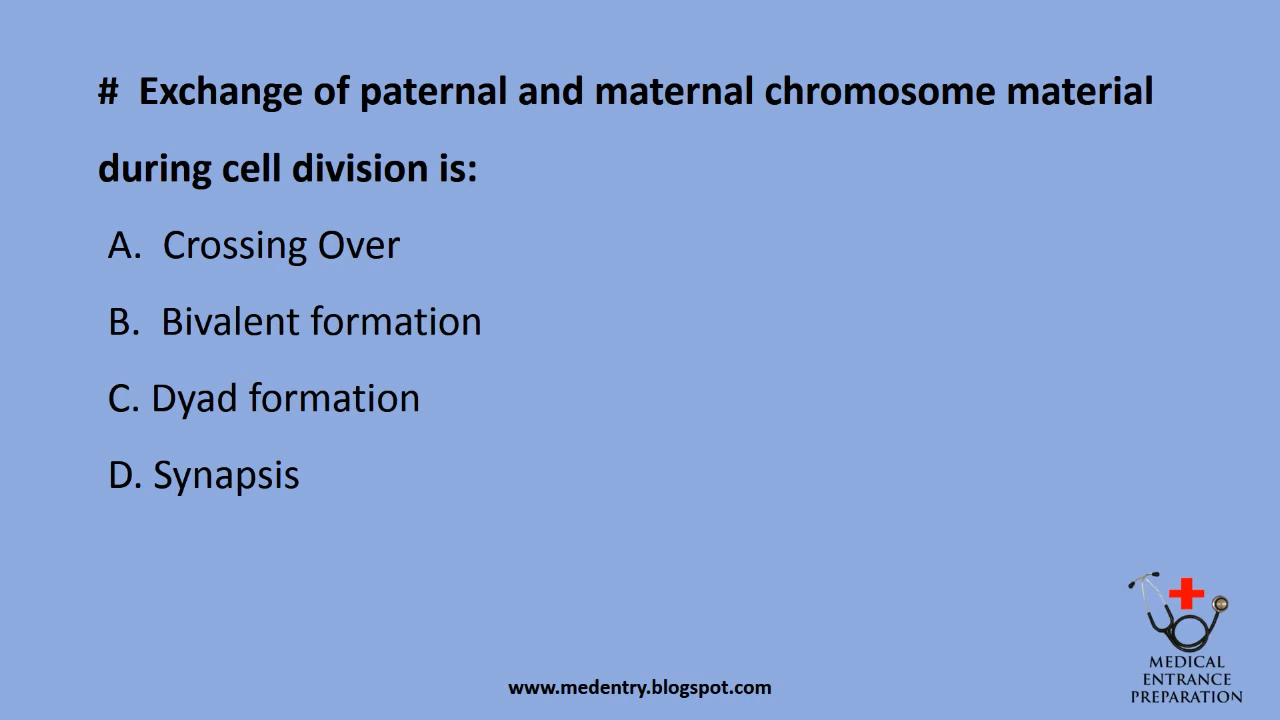 # Exchange of paternal and maternal chromosome material
during cell division is:
A. Crossing Over
B. Bivalent formation
C. Dyad formation
D. Synapsis
MEDICAL
ENTRANCE
PREPARATION
www.medentry.blogspot.com